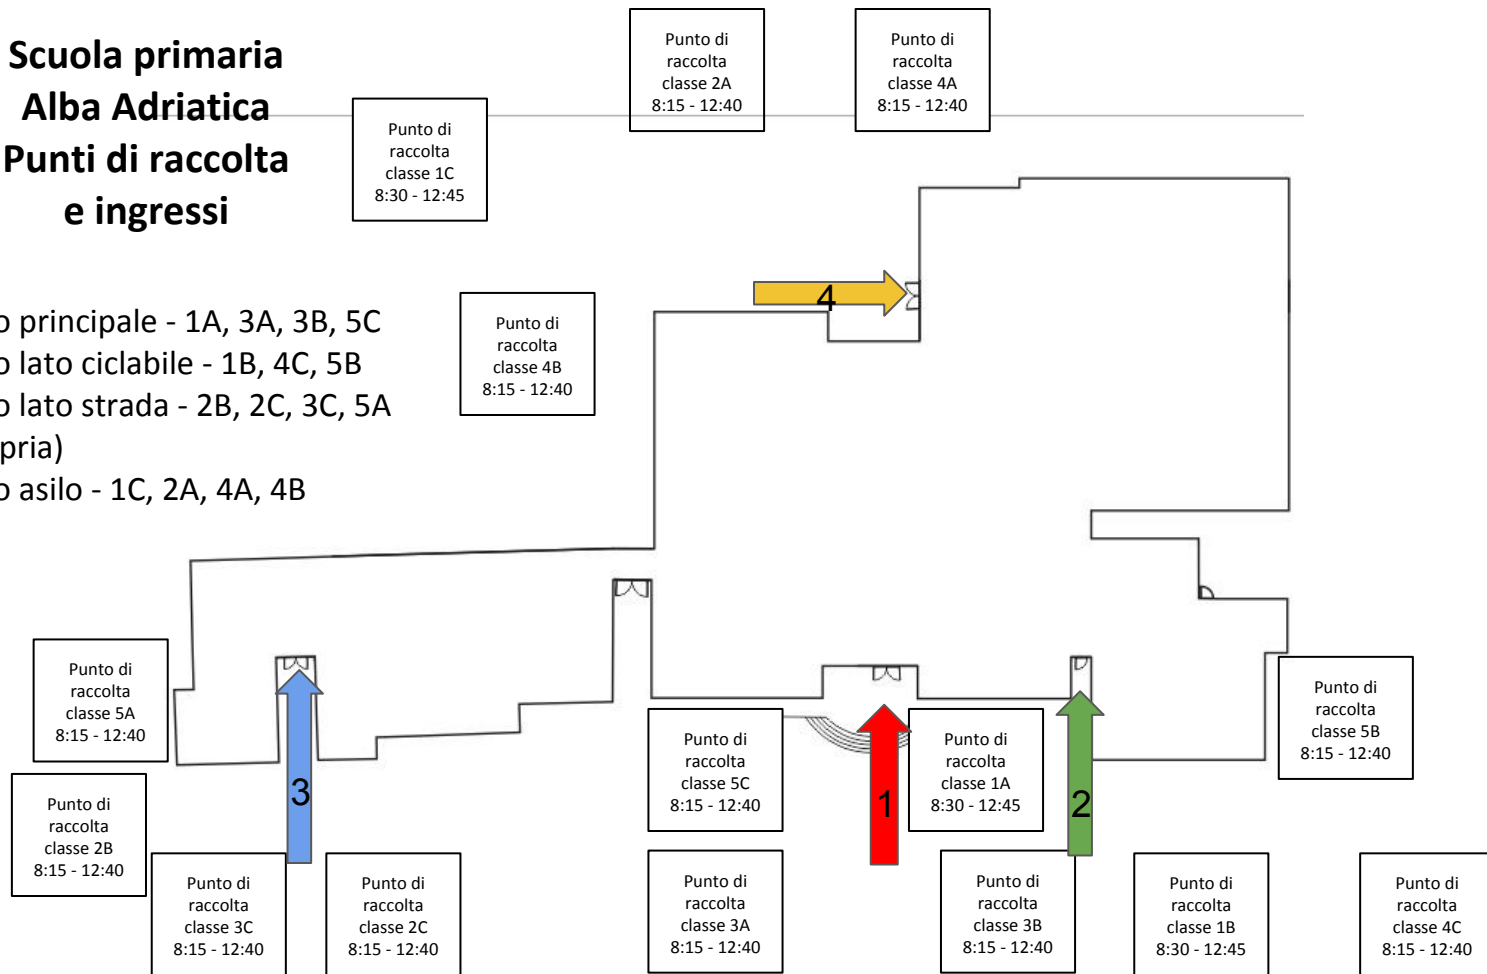 Scuola primaria
Alba Adriatica
Punti di raccolta
e ingressi
o principale - 1A, 3A, 3B, 5C
o lato ciclabile - 1B, 4C, 5B
o lato strada - 2B, 2C, 3C, 5A
pria)
o asilo - 1C, 2A, 4A, 4B
Punto di
raccolta
classe 2A
8:15 - 12:40
Punto di
raccolta
classe 4A
8:15 - 12:40
Punto di
raccolta
classe 1C
8:30 - 12:45
4
Punto di
raccolta
classe 4B
8:15 - 12:40
Punto di
raccolta
classe 5A
8:15 - 12:40
Punto di
raccolta
classe 2B
8:15 - 12:40
3
Punto di
raccolta
classe 3C
8:15 - 12:40
Punto di
raccolta
classe 2C
8:15 - 12:40
Punto di
raccolta
classe 5C
8:15 - 12:40
1
Punto di
raccolta
classe 1A
8:30 - 12:45
2
Punto di
raccolta
classe 5B
8:15 - 12:40
Punto di
raccolta
classe 3A
8:15 - 12:40
Punto di
raccolta
classe 3B
8:15 - 12:40
Punto di
raccolta
classe 1B
8:30 - 12:45
Punto di
raccolta
classe 4C
8:15 - 12:40